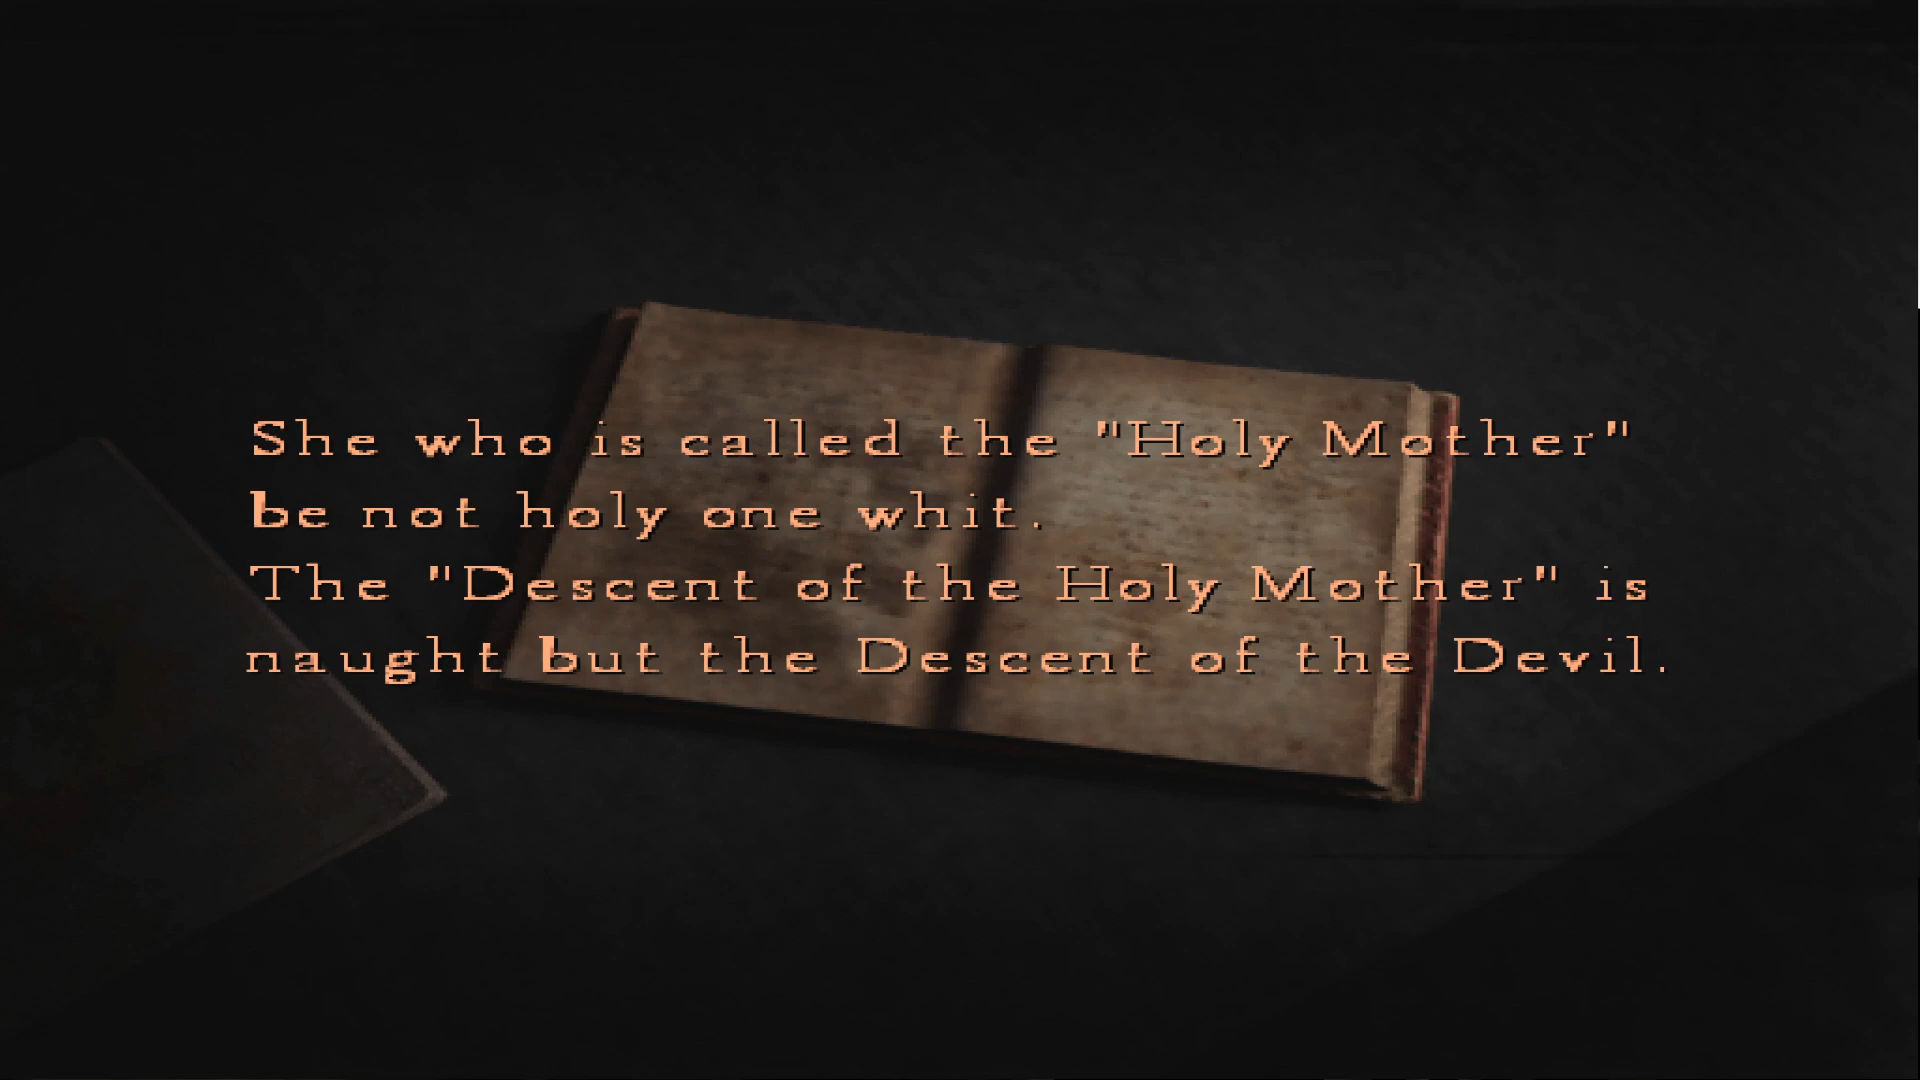 She who is called the "Holy Mother"
be not holy one whit.
The "Descent of the Holy Mother" is
naught but the Descent of the Devil.